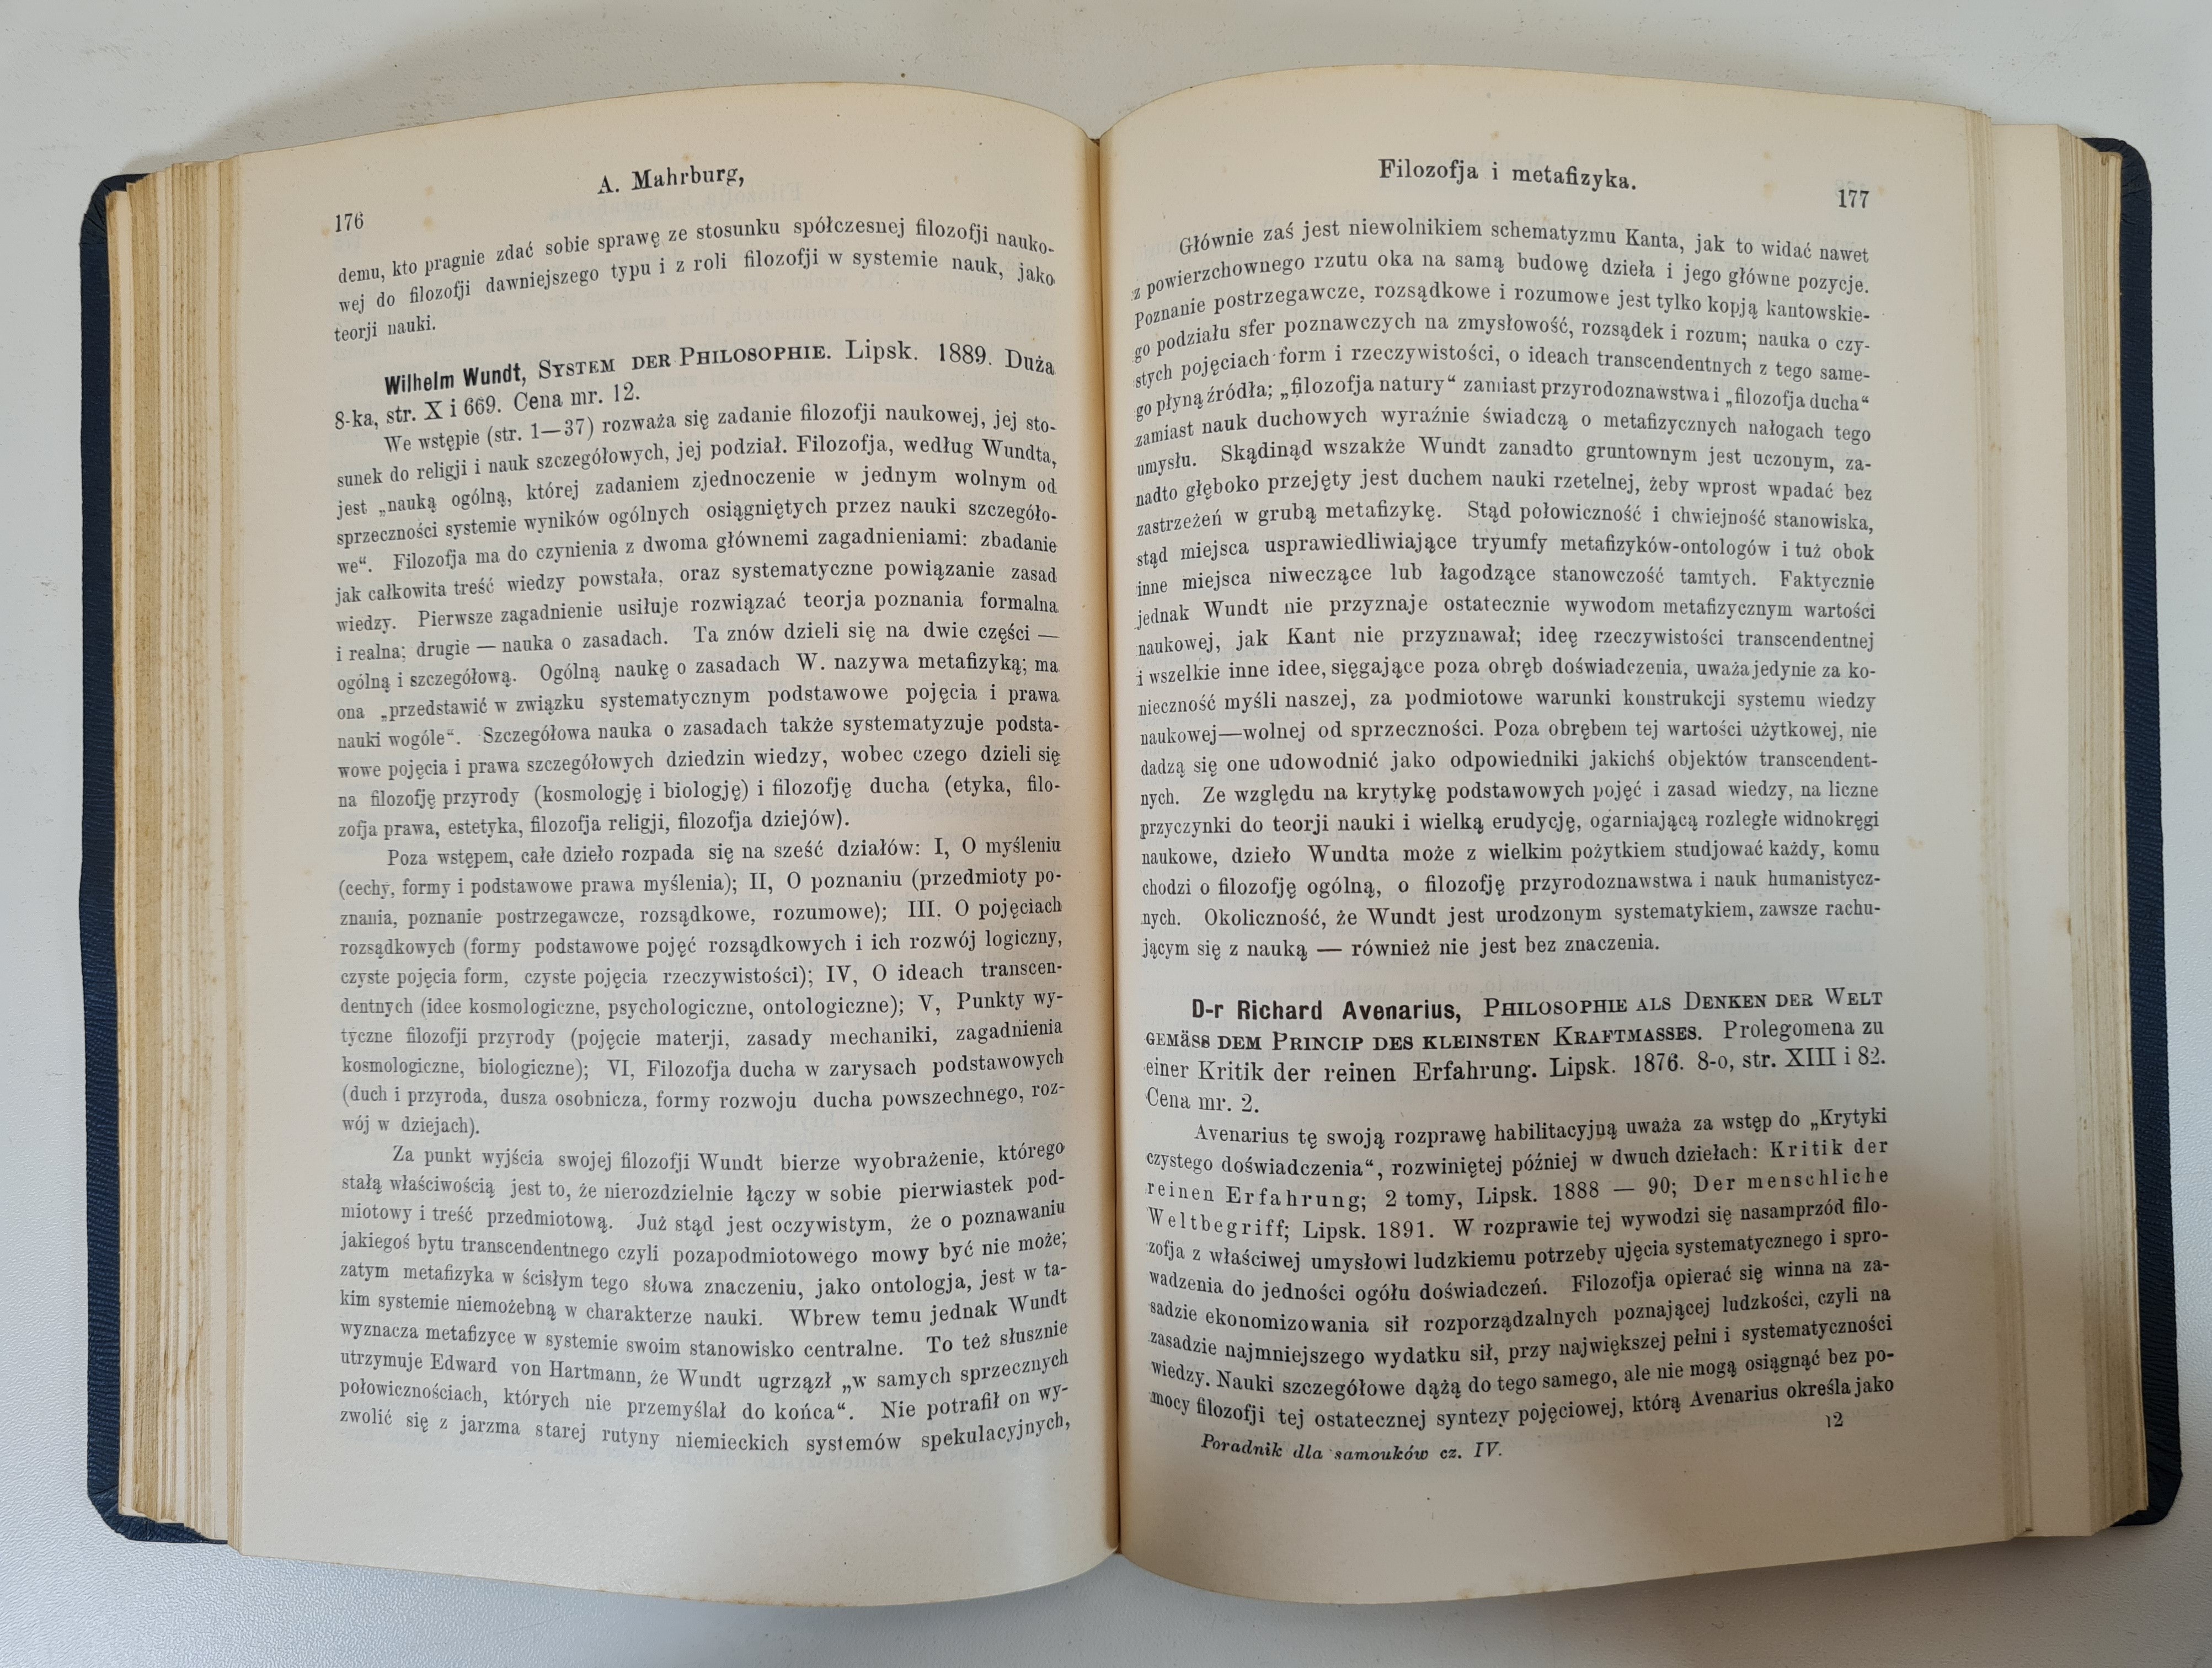 176
A. Mahrburg,
demu, kto pragnie zdać sobie sprawę ze stosunku spółczesnej filozofji nauko-
wej do filozofji dawniejszego typu i z roli filozofji w systemie nauk, jako
teorji nauki.
Wilhelm Wundt, SYSTEM DER PHILOSOPHIE. Lipsk. 1889. Duża
8-ka, str. X i 669. Cena mr. 12.
We wstępie (str. 1—37) rozważa się zadanie filozofji naukowej, jej sto-
sunek do religji i nauk szczegółowych, jej podział. Filozofja, według Wundta,
jest „nauką ogólną, której zadaniem zjednoczenie w jednym wolnym od
sprzeczności systemie wyników ogólnych osiągniętych przez nauki szczegóło-
we“. Filozofja ma do czynienia z dwoma głównemi zagadnieniami: zbadanie
jak całkowita treść wiedzy powstała, oraz systematyczne powiązanie zasad
wiedzy. Pierwsze zagadnienie usiłuje rozwiązać teorja poznania formalna
i realna; drugie — nauka o zasadach. Ta znów dzieli się na dwie części —
ogólną i szczegółową. Ogólną naukę o zasadach W. nazywa metafizyką; ma
ona „przedstawić w związku systematycznym podstawowe pojęcia i prawa
nauki wogóle“. Szczegółowa nauka o zasadach także systematyzuje podsta-
wowe pojęcia i prawa szczegółowych dziedzin wiedzy, wobec czego dzieli się
na filozofję przyrody (kosmologję i biologję) i filozofję ducha (etyka, filo-
zofja prawa, estetyka, filozofja religji, filozofja dziejów).
Poza wstępem, całe dzieło rozpada się na sześć działów: I, O myśleniu
(cechy, formy i podstawowe prawa myślenia); II, O poznaniu (przedmioty po-
znania, poznanie postrzegawcze, rozsądkowe, rozumowe); III. O pojęciach
rozsądkowych (formy podstawowe pojęć rozsądkowych i ich rozwój logiczny,
czyste pojęcia form, czyste pojęcia rzeczywistości); IV, O ideach transcen-
dentnych (idee kosmologiczne, psychologiczne, ontologiczne); V, Punkty wy-
tyczne filozofji przyrody (pojęcie materji, zasady mechaniki, zagadnienia
kosmologiczne, biologiczne); VI, Filozofja ducha w zarysach podstawowych
(duch i przyroda, dusza osobnicza, formy rozwoju ducha powszechnego, roz-
wój w dziejach).
Za punkt wyjścia swojej filozofji Wundt bierze wyobrażenie, którego
stałą właściwością jest to, że nierozdzielnie łączy w sobie pierwiastek pod-
miotowy i treść przedmiotową. Już stąd jest oczywistym, że o poznawaniu
jakiegoś bytu transcendentnego czyli pozapodmiotowego mowy być nie może;
zatym metafizyka w ścisłym tego słowa znaczeniu, jako ontologja, jest w ta-
kim systemie niemożebną w charakterze nauki. Wbrew temu jednak Wundt
wyznacza metafizyce w systemie swoim stanowisko centralne. To też słusznie
utrzymuje Edward von Hartmann, że Wundt ugrzązł „w samych sprzecznych
połowicznościach, których nie przemyślał do końca“. Nie potrafił on wy-
zwolić się z jarzma starej rutyny niemieckich systemów spekulacyjnych,
Filozofja i metafizyka.
177
Głównie zaś jest niewolnikiem schematyzmu Kanta, jak to widać nawet
z powierzchownego rzutu oka na samą budowę dzieła i jego główne pozycje.
Poznanie postrzegawcze, rozsądkowe i rozumowe jest tylko kopją kantowskie-
go podziału sfer poznawczych na zmysłowość, rozsądek i rozum; nauka o czy-
stych pojęciach form i rzeczywistości, o ideach transcendentnych z tego same-
go płyną źródła; „filozofja natury“ zamiast przyrodoznawstwa i „filozofja ducha“
zamiast nauk duchowych wyraźnie świadczą o metafizycznych nałogach tego
umysłu. Skądinąd wszakże Wundt zanadto gruntownym jest uczonym, za-
nadto głęboko przejęty jest duchem nauki rzetelnej, żeby wprost wpadać bez
zastrzeżeń w grubą metafizykę. Stąd połowiczność i chwiejność stanowiska,
stąd miejsca usprawiedliwiające tryumfy metafizyków-ontologów i tuż obok
inne miejsca niweczące lub łagodzące stanowczość tamtych. Faktycznie
jednak Wundt nie przyznaje ostatecznie wywodom metafizycznym wartości
naukowej, jak Kant nie przyznawał; ideę rzeczywistości transcendentnej
i wszelkie inne idee, sięgające poza obręb doświadczenia, uważa jedynie za ko-
nieczność myśli naszej, za podmiotowe warunki konstrukcji systemu wiedzy
naukowej—wolnej od sprzeczności. Poza obrębem tej wartości użytkowej, nie
dadzą się one udowodnić jako odpowiedniki jakichś objektów transcendent-
nych. Ze względu na krytykę podstawowych pojęć i zasad wiedzy, na liczne
przyczynki do teorji nauki i wielką erudycję, ogarniającą rozległe widnokręgi
naukowe, dzieło Wundta może z wielkim pożytkiem studjować każdy, komu
chodzi o filozofję ogólną, o filozofję przyrodoznawstwa i nauk humanistycz-
nych. Okoliczność, że Wundt jest urodzonym systematykiem, zawsze rachu-
jącym się z nauką — również nie jest bez znaczenia.
D-r Richard Avenarius, PHILOSOPHIE ALS DENKEN DER WELT
GEMÄSS DEM PRINCIP DES KLEINSTEN KRAFTMASSES. Prolegomena zu
einer Kritik der reinen Erfahrung. Lipsk. 1876. 8-o, str. XIII i 82.
Cena mr. 2.
Avenarius tę swoją rozprawę habilitacyjną uważa za wstęp do „Krytyki
czystego doświadczenia“, rozwiniętej później w dwuch dziełach: Kritik der
reinen Erfahrung; 2 tomy, Lipsk. 1888 — 90; Der menschliche
Weltbegriff; Lipsk. 1891. W rozprawie tej wywodzi się nasamprzód filo-
zofja z właściwej umysłowi ludzkiemu potrzeby ujęcia systematycznego i spro-
wadzenia do jedności ogółu doświadczeń. Filozofja opierać się winna na za-
sadzie ekonomizowania sił rozporządzalnych poznającej ludzkości, czyli na
zasadzie najmniejszego wydatku sił, przy największej pełni i systematyczności
wiedzy. Nauki szczegółowe dążą do tego samego, ale nie mogą osiągnąć bez po-
mocy filozofji tej ostatecznej syntezy pojęciowej, którą Avenarius określa jako
Poradnik dla samouków cz. IV.
12